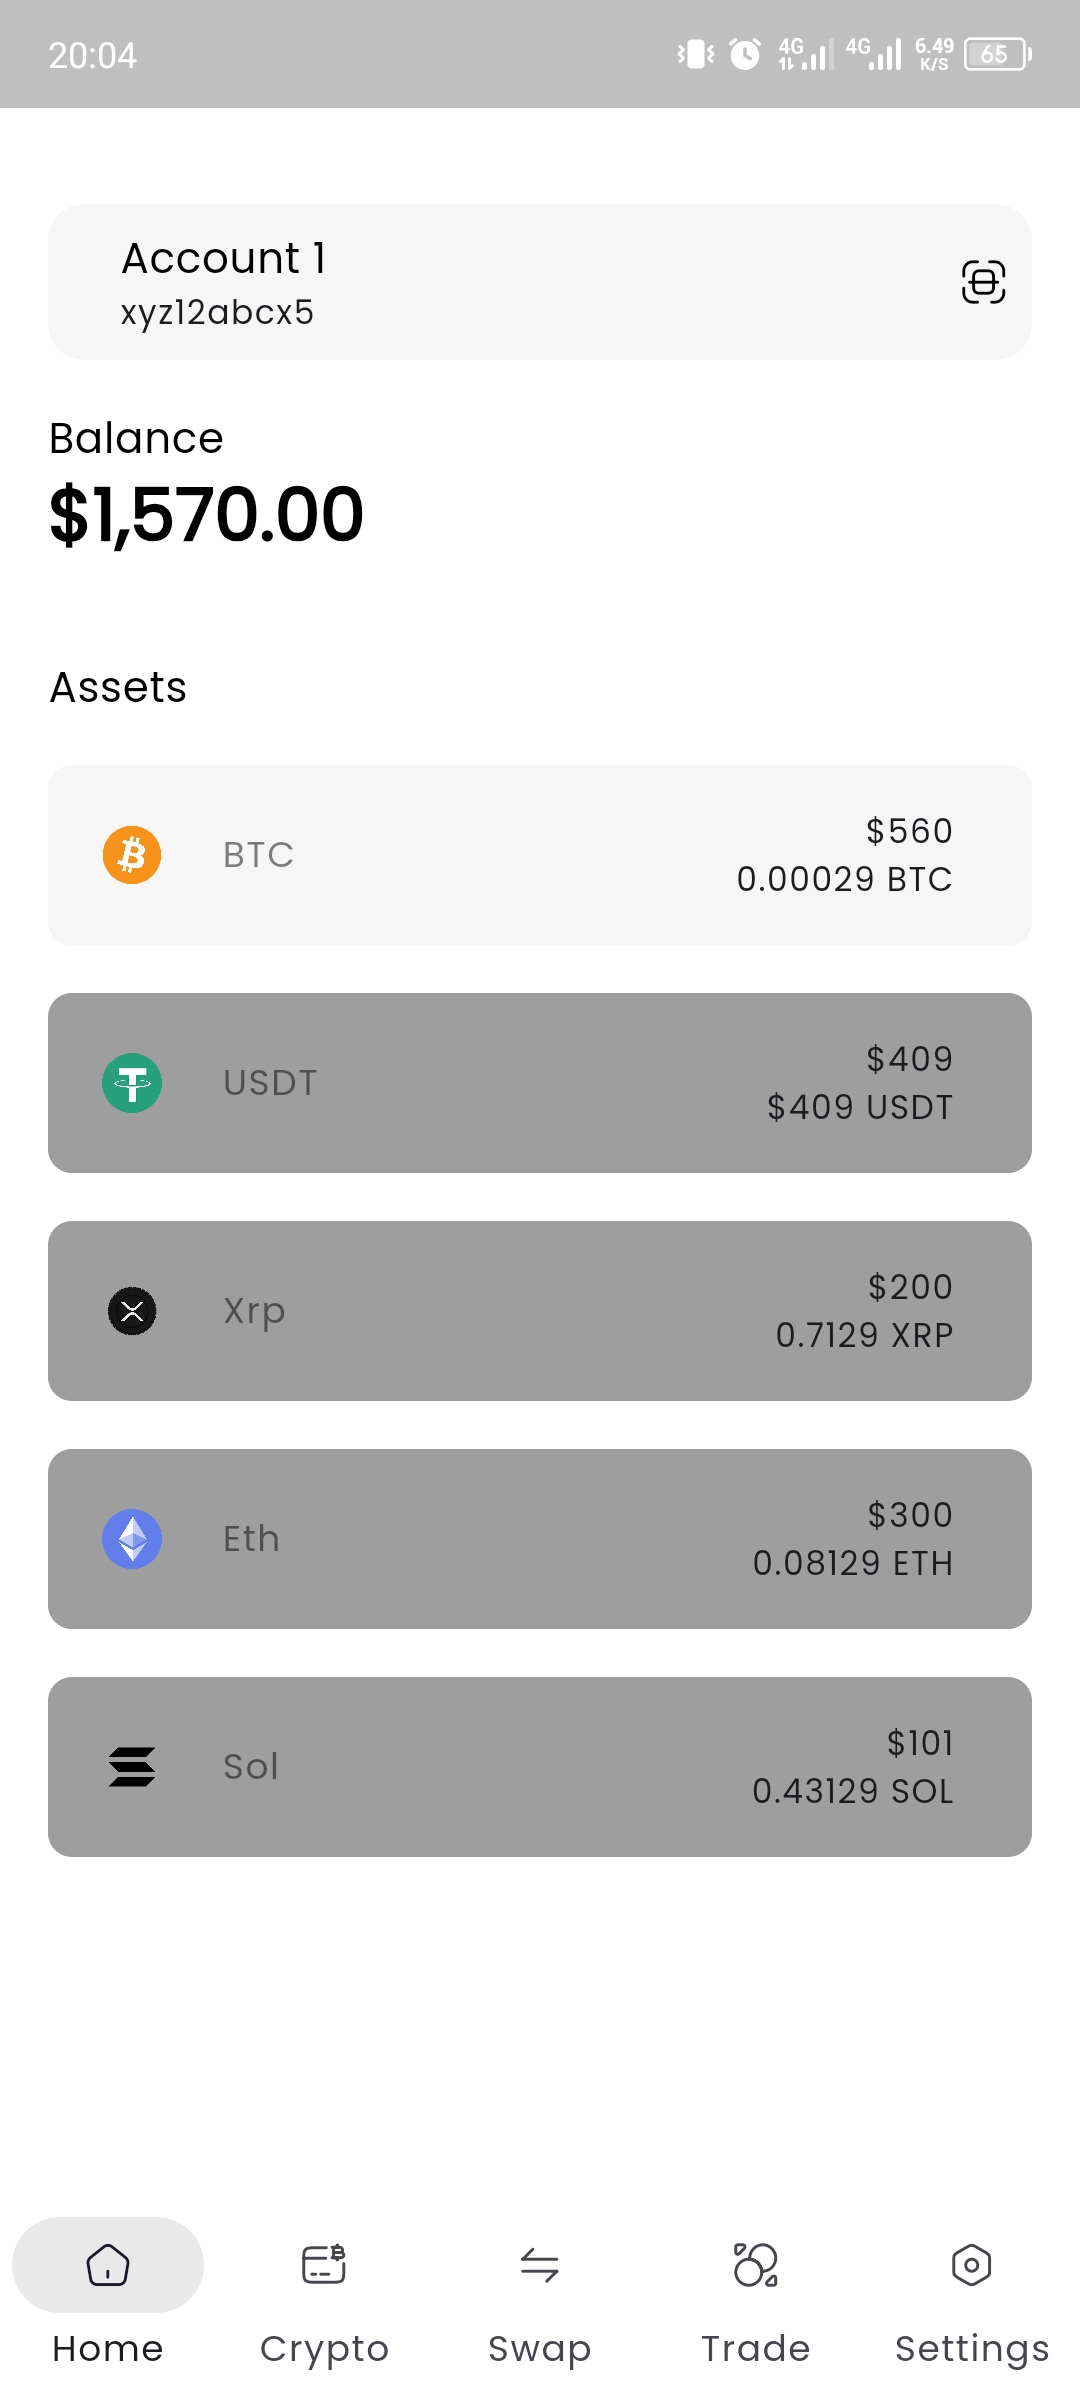 20:04
4G 4G 6.49 K/S 65
Account 1
xyz12abcx5
Balance
$1,570.00
Assets
BTC
$560
0.00029 BTC
USDT
$409
$409 USDT
Xrp
$200
0.7129 XRP
Eth
$300
0.08129 ETH
Sol
$101
0.43129 SOL
Home Crypto Swap Trade Settings